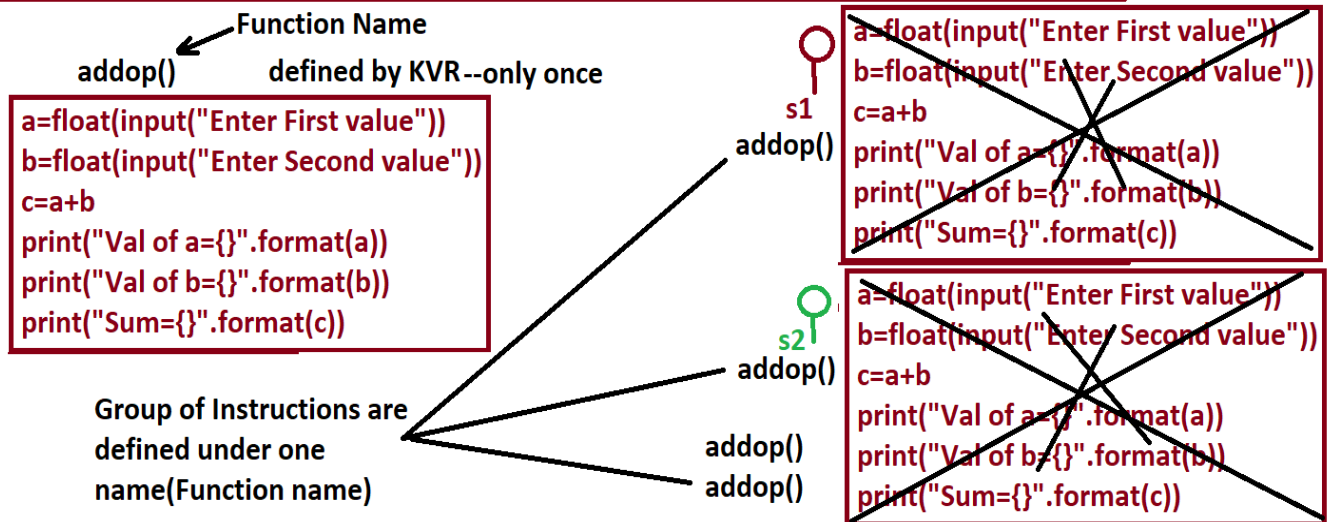 Function Name
addop() defined by KVR--only once
a=float(input("Enter First value"))
b=float(input("Enter Second value"))
c=a+b
print("Val of a={}".format(a))
print("Val of b={}".format(b))
print("Sum={}".format(c))
Group of Instructions are
defined under one
name(Function name)
s1
addop()
a=float(input("Enter First value"))
b=float(input("Enter Second value"))
c=a+b
print("Val of a={}".format(a))
print("Val of b={}".format(b))
print("Sum={}".format(c))
s2
addop()
a=float(input("Enter First value"))
b=float(input("Enter Second value"))
c=a+b
print("Val of a={}".format(a))
print("Val of b={}".format(b))
print("Sum={}".format(c))
addop()
addop()